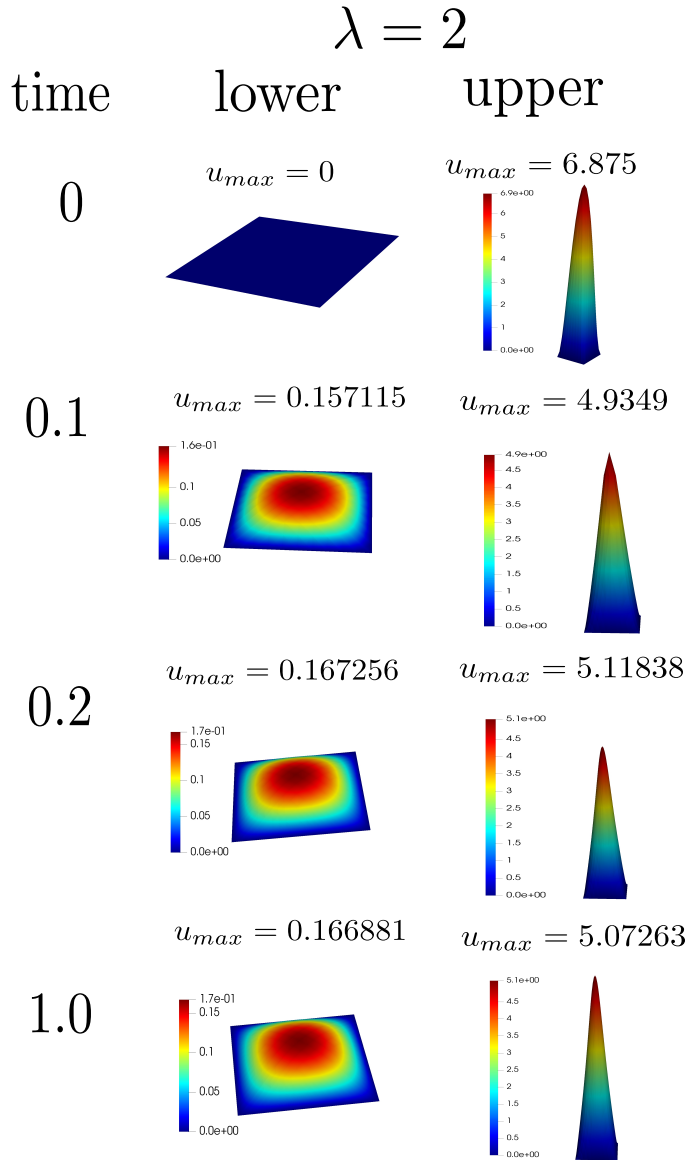 λ = 2
time lower upper
0
u_max = 0
u_max = 6.875
6.9e+00
6
5
4
3
2
1
0.0e+00
0.1
u_max = 0.157115
1.6e-01
0.1
0.05
0.0e+00
u_max = 4.9349
4.9e+00
4.5
4
3.5
3
2.5
2
1.5
1
0.5
0.0e+00
0.2
u_max = 0.167256
1.7e-01
0.15
0.1
0.05
0.0e+00
u_max = 5.11838
5.1e+00
4.5
4
3.5
3
2.5
2
1.5
1
0.5
0.0e+00
1.0
u_max = 0.166881
1.7e-01
0.15
0.1
0.05
0.0e+00
u_max = 5.07263
5.1e+00
4.5
4
3.5
3
2.5
2
1.5
1
0.5
0.0e+00